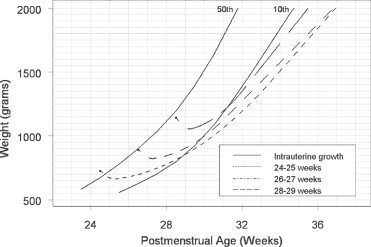 2000
50th
10th
1500
Weight (grams)
1000
Intrauterine growth
24-25 weeks
26-27 weeks
28-29 weeks
500
24
28
32
36
Postmenstrual Age (Weeks)